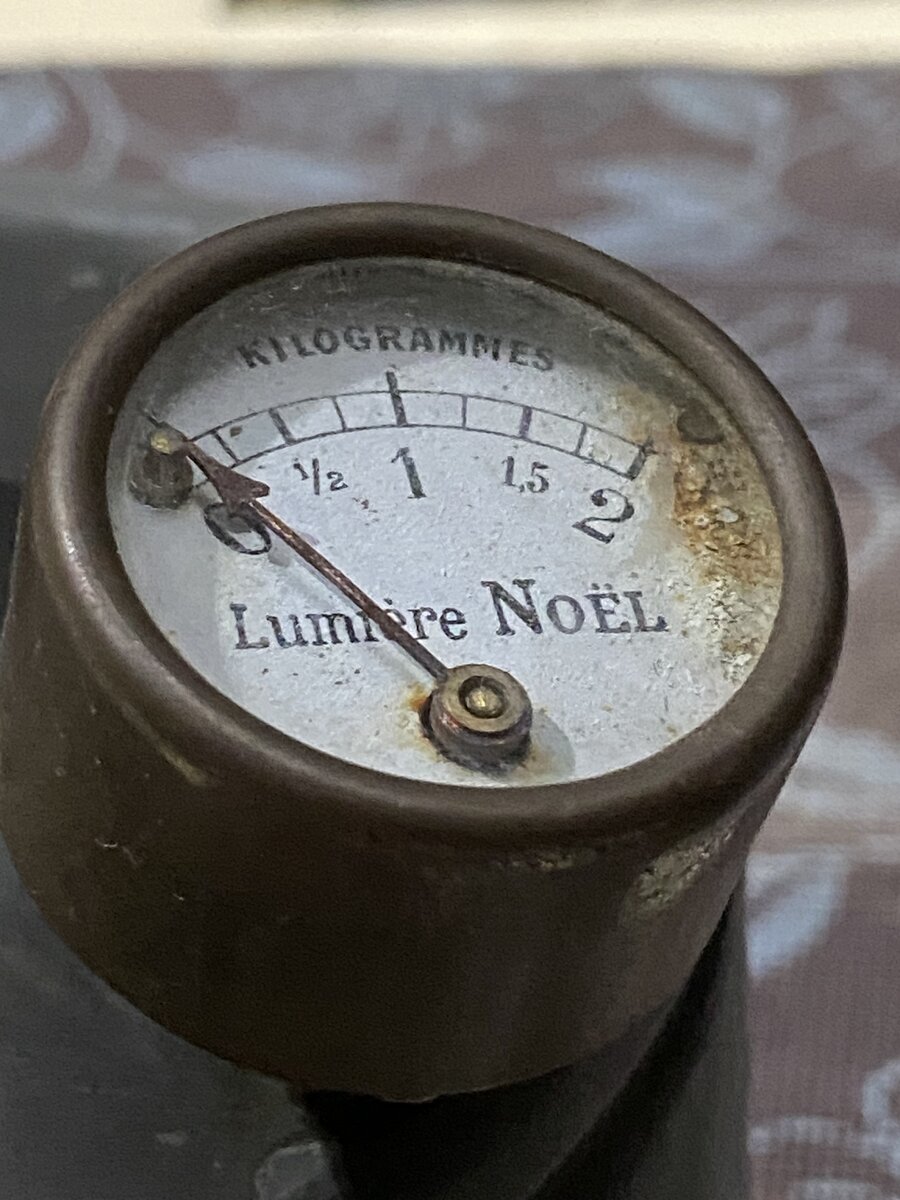 KILOGRAMMES
0 1/2 1 1,5 2
Lumière NOËL